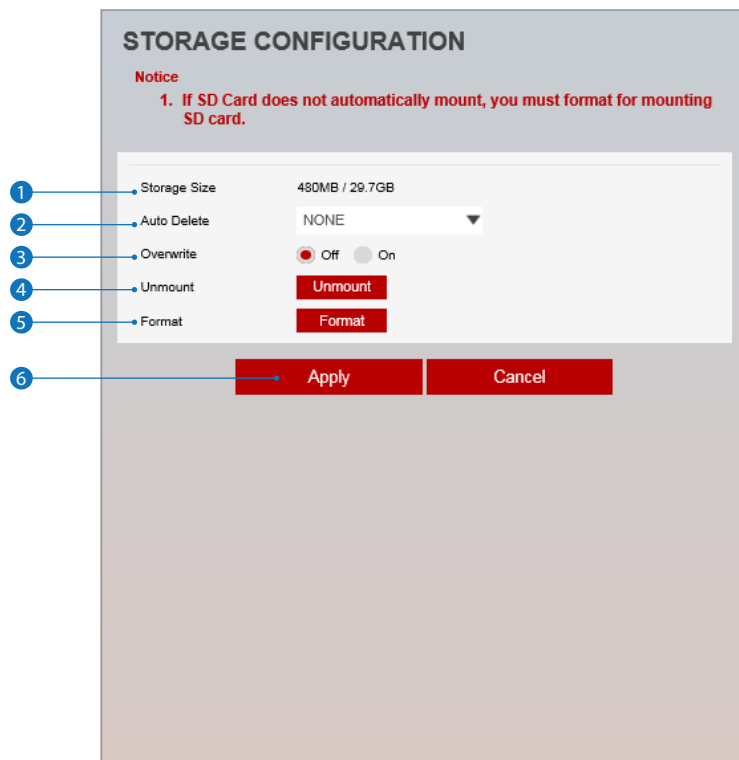 STORAGE CONFIGURATION
Notice
1. If SD Card does not automatically mount, you must format for mounting
SD card.
1 Storage Size 480MB / 29.7GB
2 Auto Delete NONE
3 Overwrite Off On
4 Unmount Unmount
5 Format Format
6 Apply Cancel